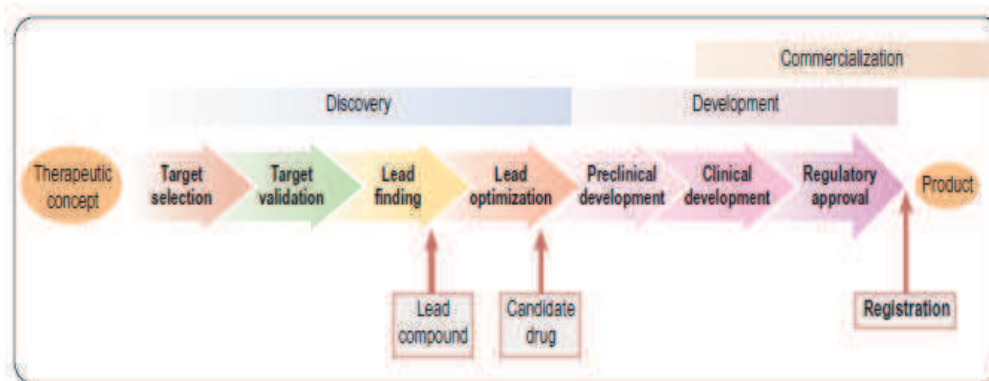 Commercialization
Discovery
Development
Therapeutic
concept
Target
selection
Target
validation
Lead
finding
Lead
optimization
Preclinical
development
Clinical
development
Regulatory
approval
Product
Lead
compound
Candidate
drug
Registration